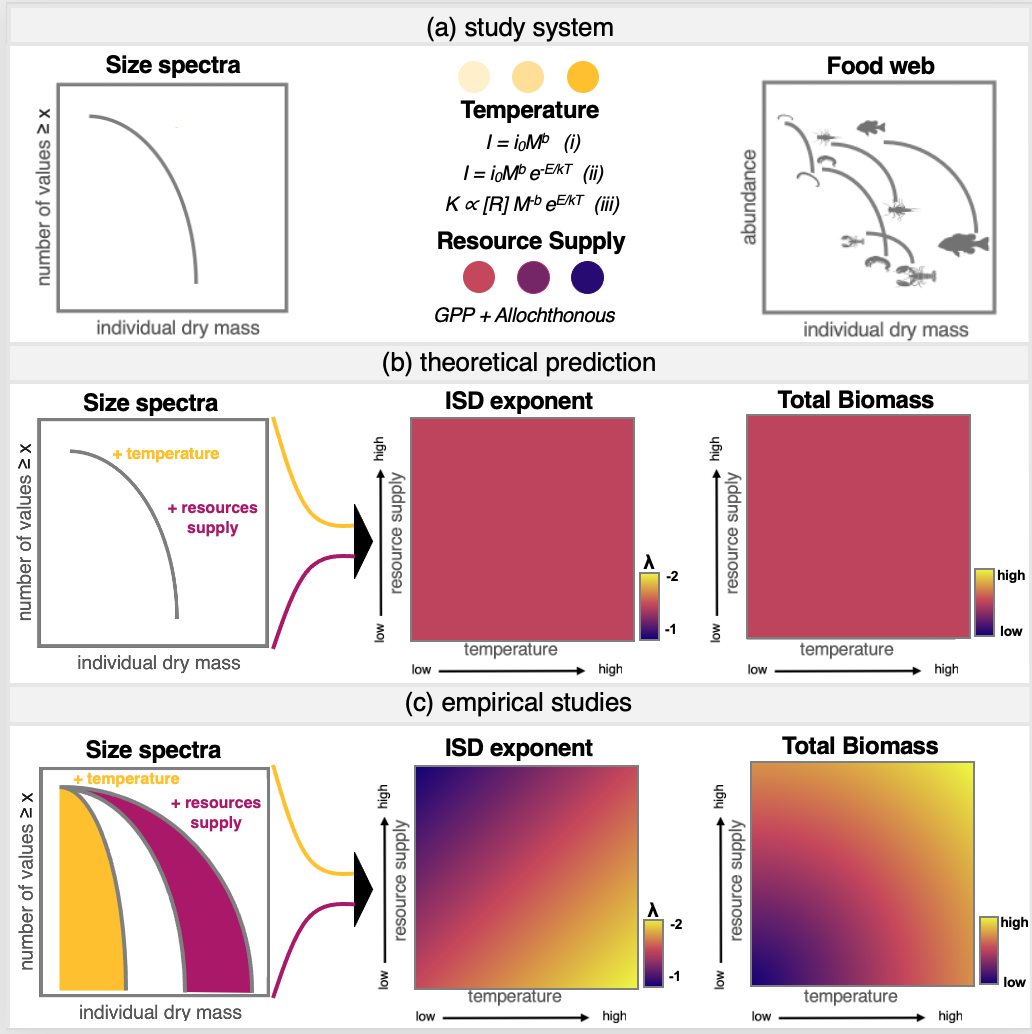 (a) study system
Size spectra
number of values ≥ x
individual dry mass
Temperature
I = i₀Mᵇ (i)
I = i₀Mᵇ e^-E/kT (ii)
K ∝ [R] M^-b e^E/kT (iii)
Resource Supply
GPP + Allochthonous
Food web
abundance
individual dry mass
(b) theoretical prediction
Size spectra
number of values ≥ x
+ temperature
+ resources
supply
individual dry mass
ISD exponent
high
resource supply
low
temperature
low
high
λ
-2
-1
Total Biomass
high
resource supply
low
temperature
low
high
high
low
(c) empirical studies
Size spectra
number of values ≥ x
+ temperature
+ resources
supply
individual dry mass
ISD exponent
high
resource supply
low
temperature
low
high
λ
-2
-1
Total Biomass
high
resource supply
low
temperature
low
high
high
low